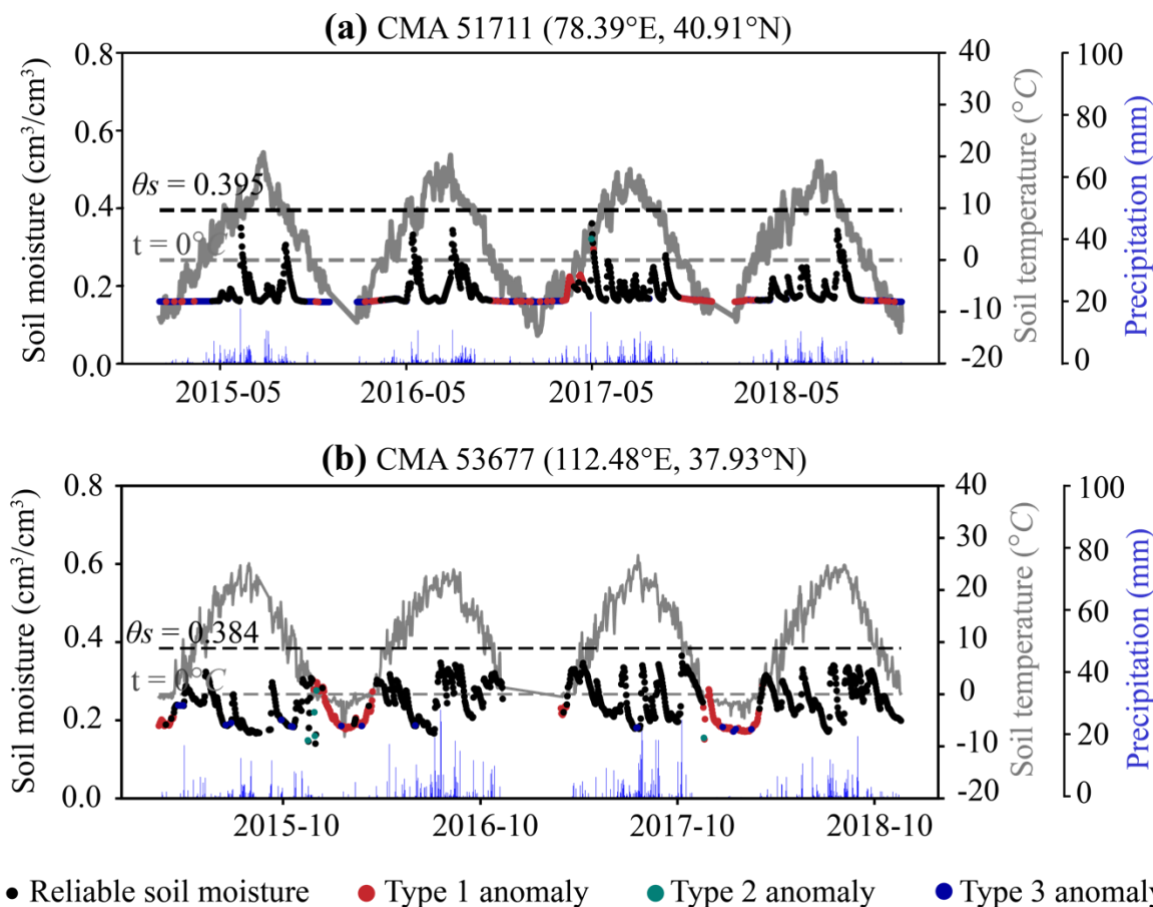 (a) CMA 51711 (78.39°E, 40.91°N)
Soil moisture (cm³/cm³)
0.8
0.6
0.4
0.2
0.0
θs = 0.395
t = 0°C
2015-05 2016-05 2017-05 2018-05
40
30
20
10
0
-10
-20
Soil temperature (°C)
100
80
60
40
20
0
Precipitation (mm)
(b) CMA 53677 (112.48°E, 37.93°N)
Soil moisture (cm³/cm³)
0.8
0.6
0.4
0.2
0.0
θs = 0.384
t = 0°C
2015-10 2016-10 2017-10 2018-10
40
30
20
10
0
-10
-20
Soil temperature (°C)
100
80
60
40
20
0
Precipitation (mm)
Reliable soil moisture Type 1 anomaly Type 2 anomaly Type 3 anomaly